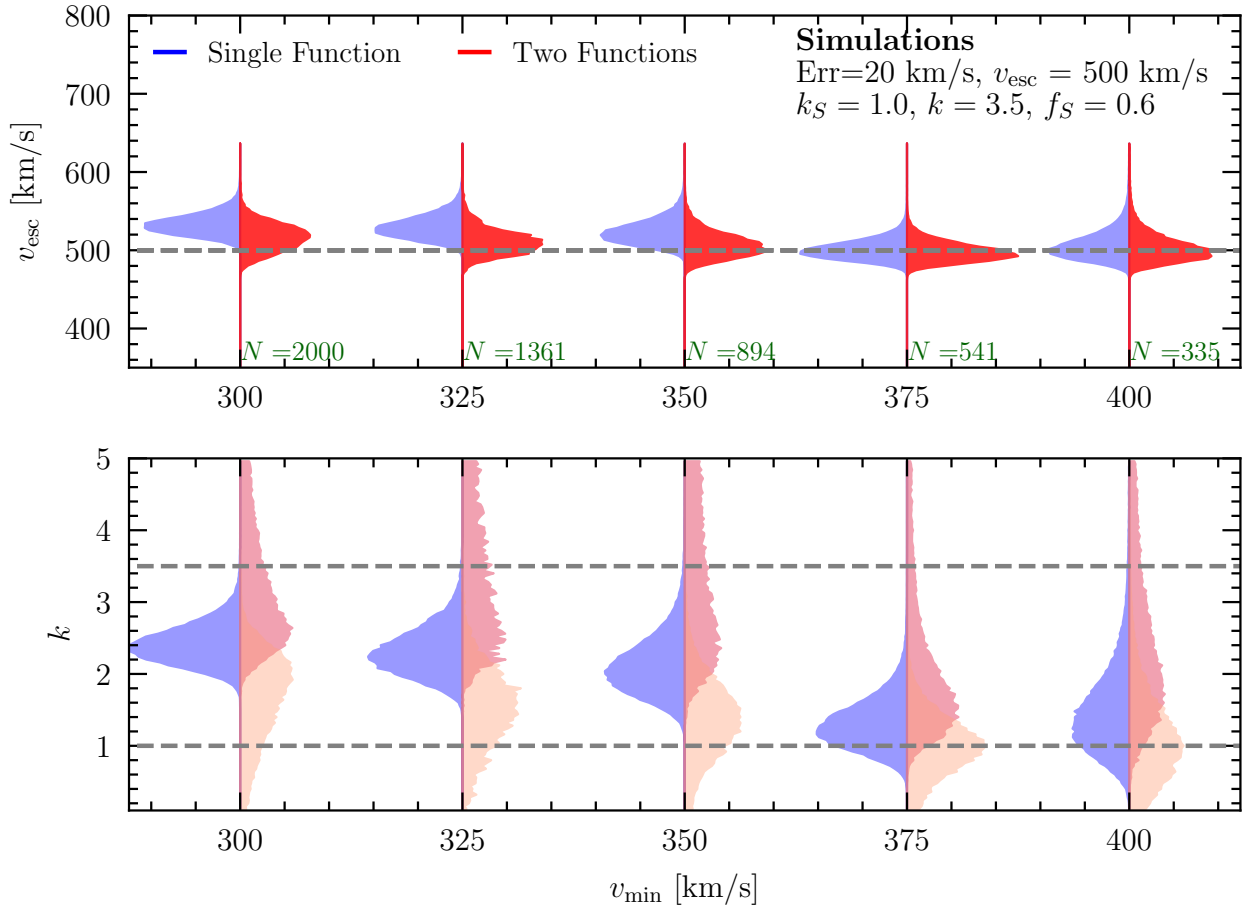 Single Function
Two Functions
Simulations
Err=20 km/s, v_esc = 500 km/s
k_S = 1.0, k = 3.5, f_S = 0.6
v_esc [km/s]
800
700
600
500
400
N =2000
N =1361
N =894
N =541
N =335
300
325
350
375
400
k
5
4
3
2
1
300
325
350
375
400
v_min [km/s]